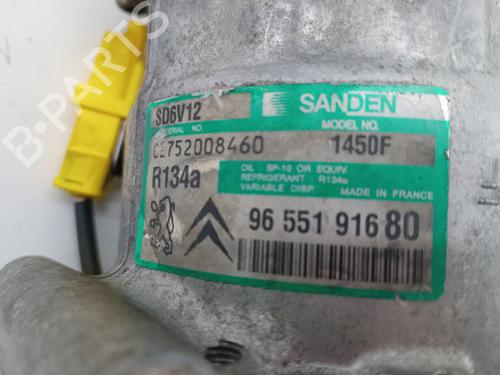 B-PARTS
SD6V12 SANDEN
SERIAL NO. MODEL NO.
CE752008460 1450F
R134a
OIL : SP-10 OR EQUIV.
REFRIGERANT : R134a
VARIABLE DISP. MADE IN FRANCE
96 551 916 80